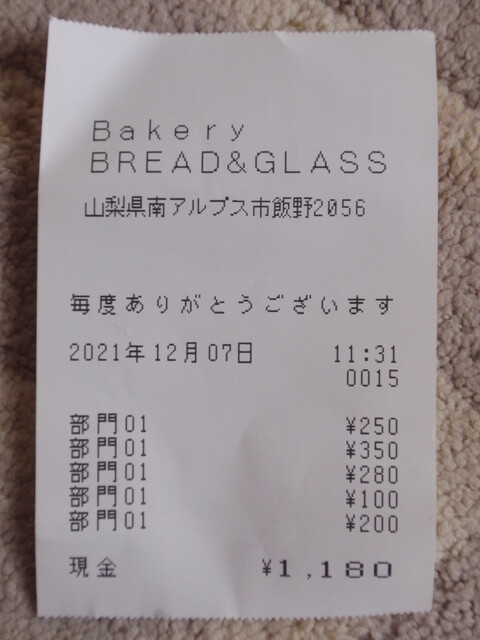 Bakery
BREAD&GLASS
山梨県南アルプス市飯野2056
毎度ありがとうございます
2021年12月07日 11:31
0015
部門01 ¥250
部門01 ¥350
部門01 ¥280
部門01 ¥100
部門01 ¥200
現金 ¥1,180